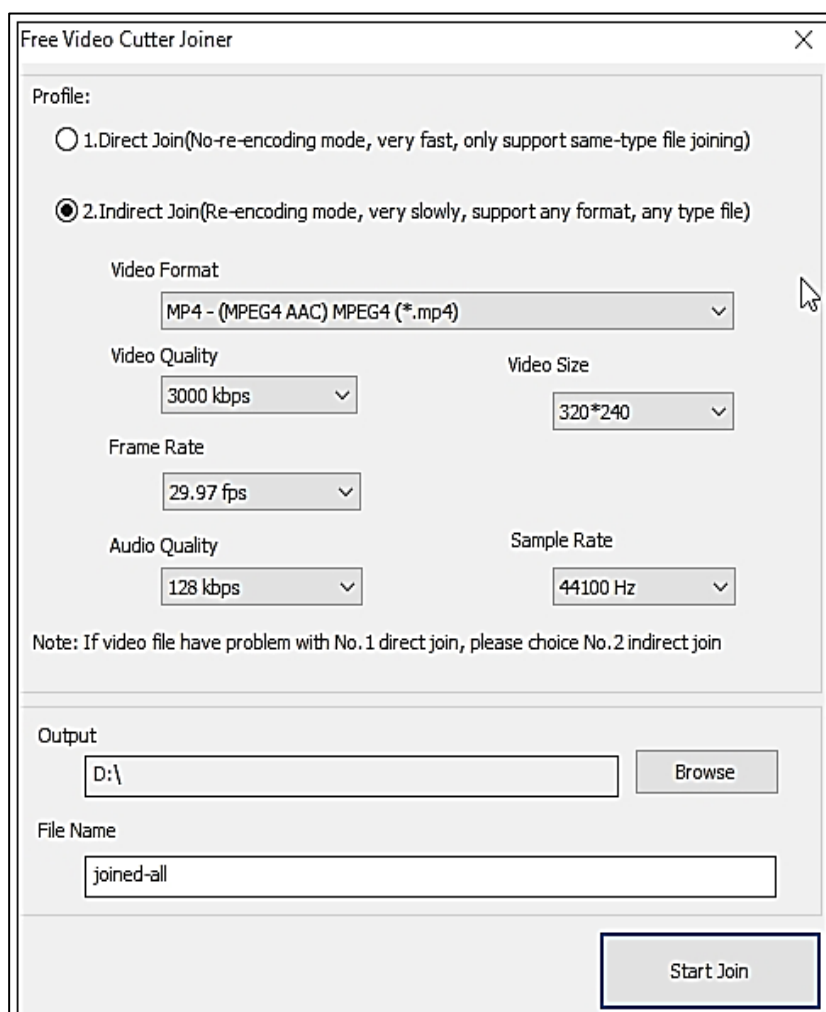 Free Video Cutter Joiner
Profile:
1.Direct Join(No-re-encoding mode, very fast, only support same-type file joining)
2.Indirect Join(Re-encoding mode, very slowly, support any format, any type file)
Video Format
MP4 - (MPEG4 AAC) MPEG4 (*.mp4)
Video Quality
Video Size
3000 kbps
320*240
Frame Rate
29.97 fps
Audio Quality
Sample Rate
128 kbps
44100 Hz
Note: If video file have problem with No.1 direct join, please choice No.2 indirect join
Output
D:\
Browse
File Name
joined-all
Start Join